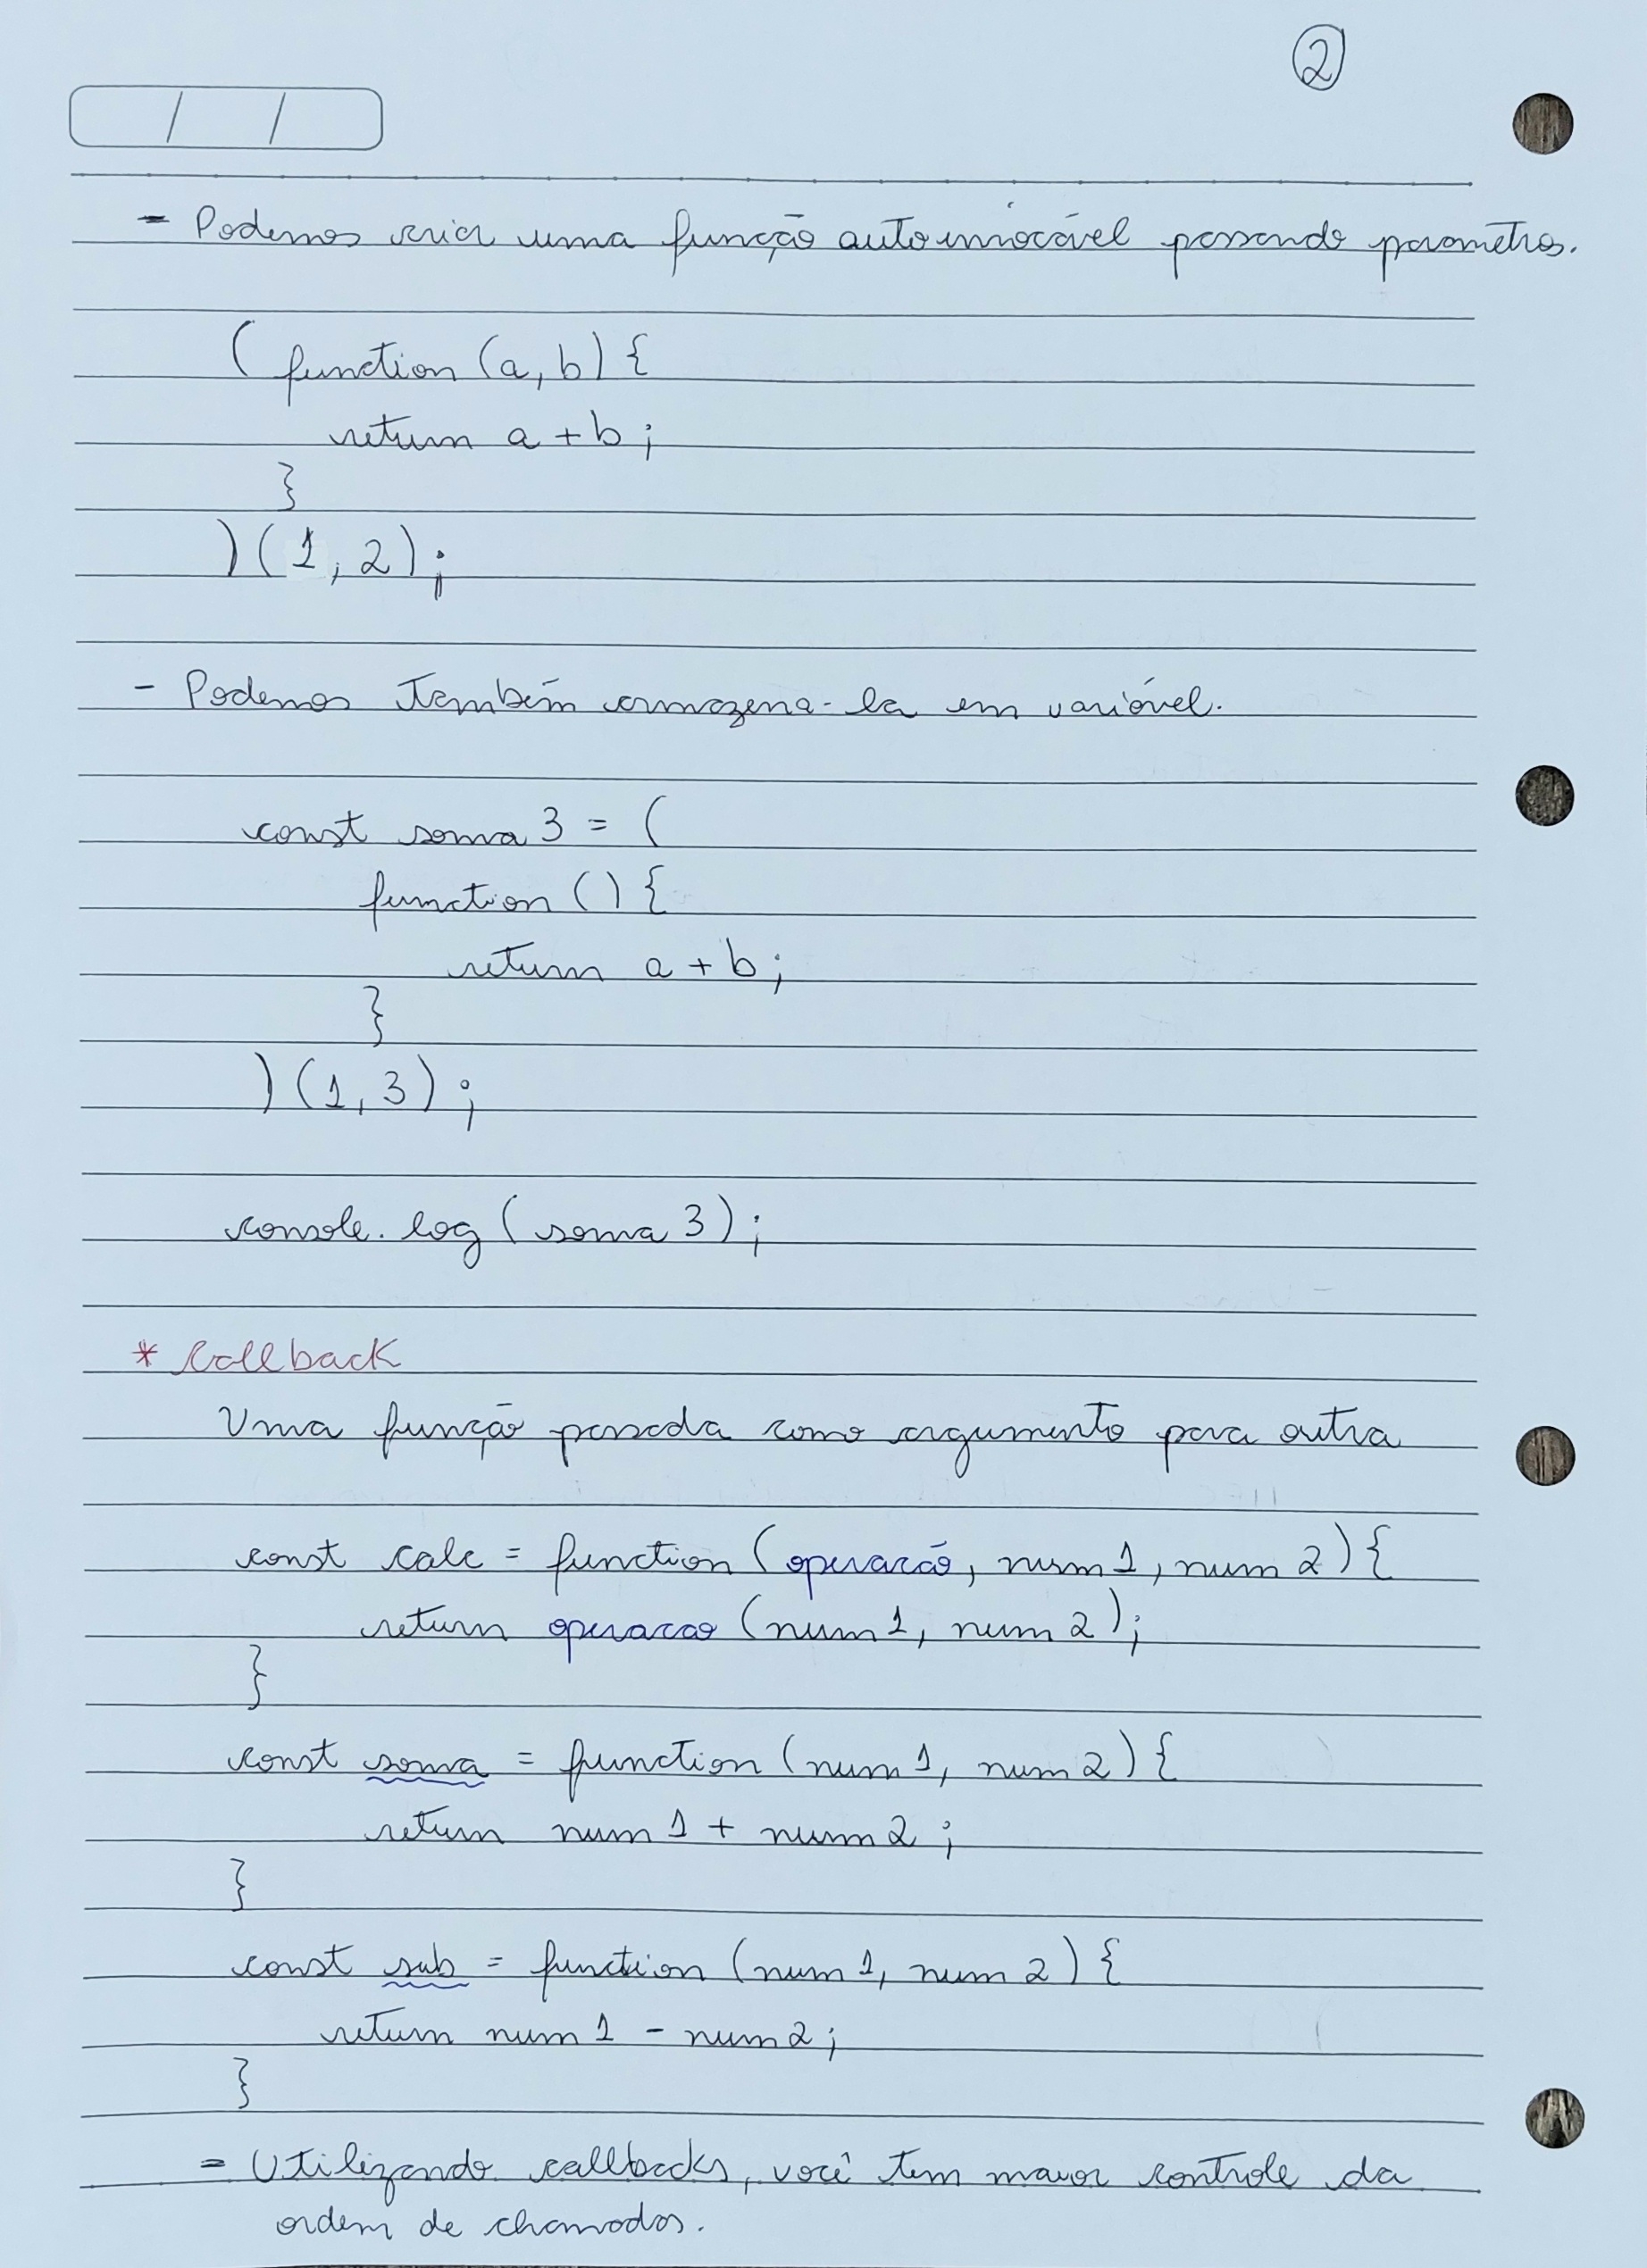 2
/ /
- Podemos criar uma função autoinvocável passando parametros.
( function (a, b) {
return a + b ;
}
) (1, 2) ;
- Podemos também armazena-la em variável.
const soma3 = (
function () {
return a + b ;
}
) (1, 3) ;
console.log (soma3) ;
* Callback
Uma função passada como argumento para outra
const calc = function (operacão, num1, num2) {
return operacao (num1, num2) ;
}
const soma = function (num1, num2) {
return num1 + num2 ;
}
const sub = function (num1, num2) {
return num1 - num2 ;
}
= Utilizando callbacks, você tem maior controle da
ordem de chamados.